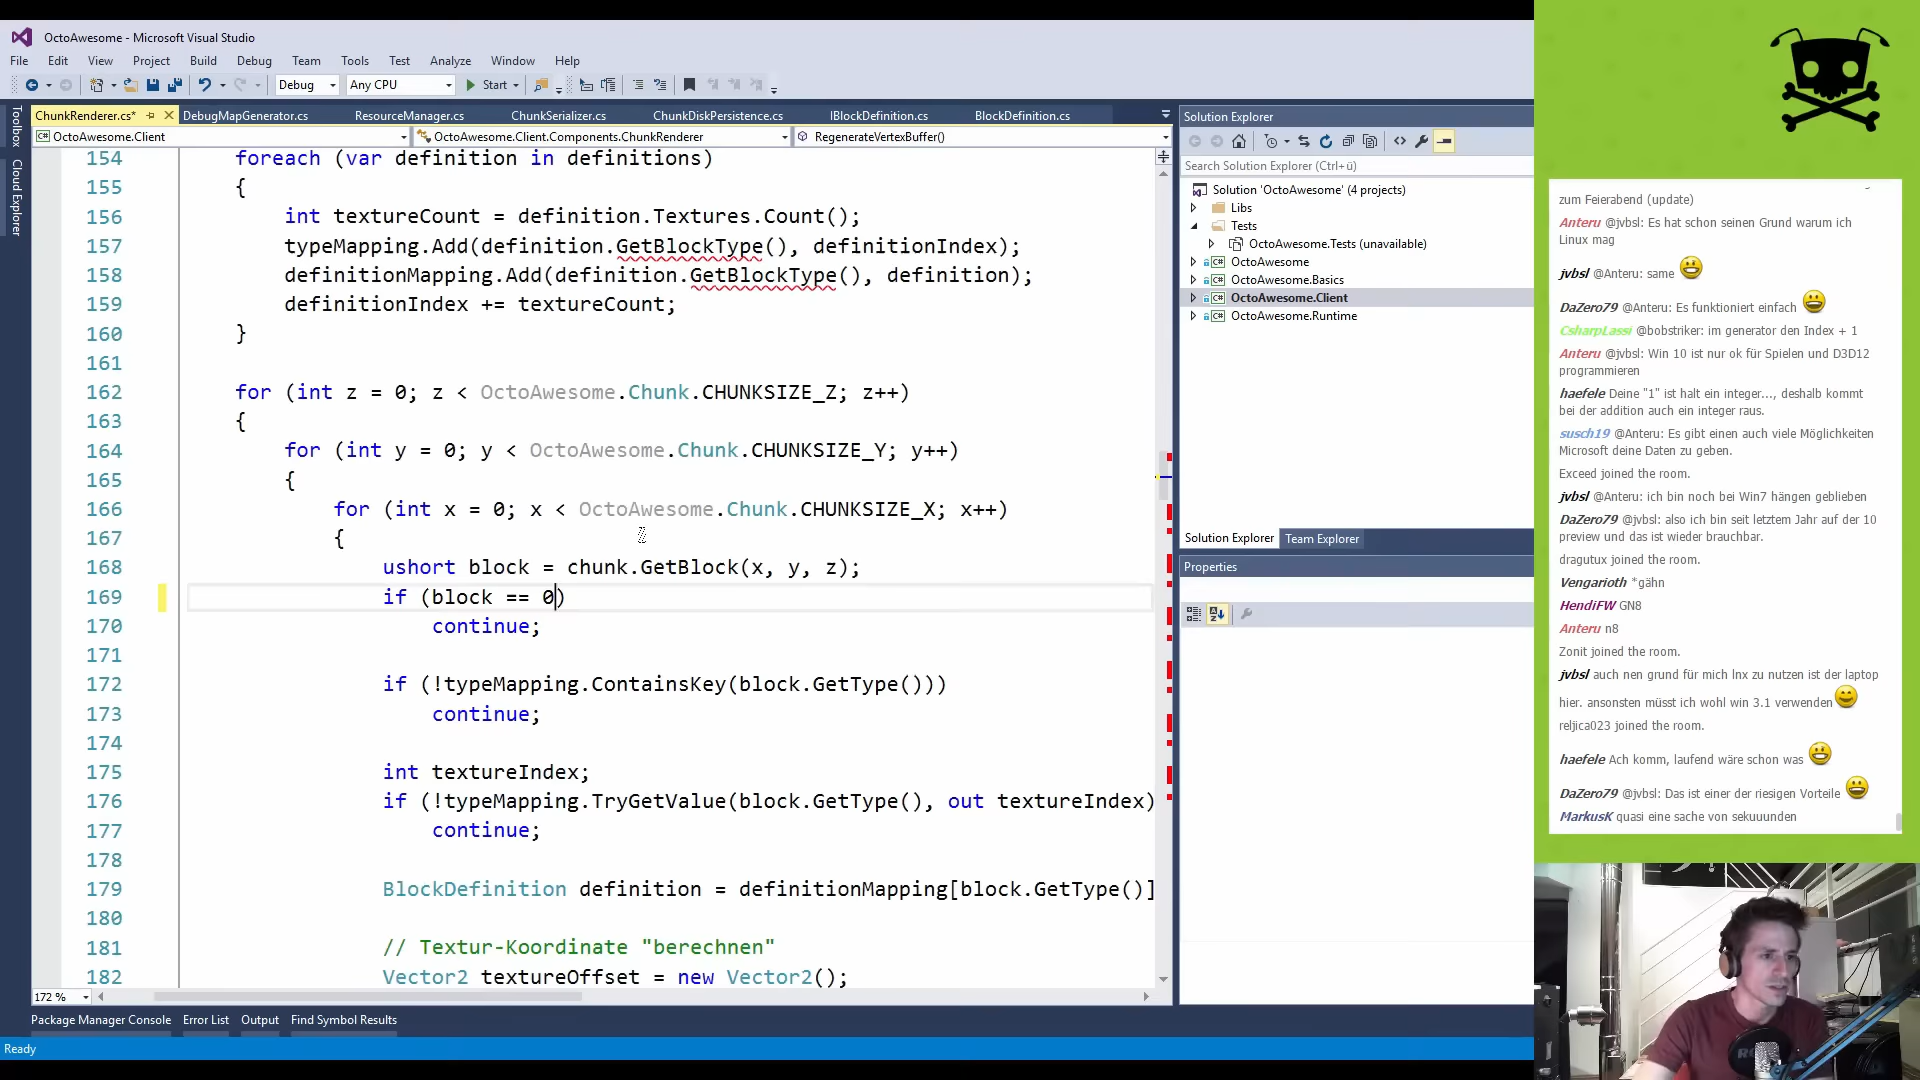 OctoAwesome - Microsoft Visual Studio
File Edit View Project Build Debug Team Tools Test Analyze Window Help
Debug Any CPU Start
ChunkRenderer.cs* DebugMapGenerator.cs ResourceManager.cs ChunkSerializer.cs ChunkDiskPersistence.cs IBlockDefinition.cs BlockDefinition.cs
OctoAwesome.Client OctoAwesome.Client.Components.ChunkRenderer RegenerateVertexBuffer()
Toolbox
Cloud Explorer
154 foreach (var definition in definitions)
155 {
156 int textureCount = definition.Textures.Count();
157 typeMapping.Add(definition.GetBlockType(), definitionIndex);
158 definitionMapping.Add(definition.GetBlockType(), definition);
159 definitionIndex += textureCount;
160 }
161
162 for (int z = 0; z < OctoAwesome.Chunk.CHUNKSIZE_Z; z++)
163 {
164 for (int y = 0; y < OctoAwesome.Chunk.CHUNKSIZE_Y; y++)
165 {
166 for (int x = 0; x < OctoAwesome.Chunk.CHUNKSIZE_X; x++)
167 {
168 ushort block = chunk.GetBlock(x, y, z);
169 if (block == 0)
170 continue;
171
172 if (!typeMapping.ContainsKey(block.GetType()))
173 continue;
174
175 int textureIndex;
176 if (!typeMapping.TryGetValue(block.GetType(), out textureIndex)
177 continue;
178
179 BlockDefinition definition = definitionMapping[block.GetType()]
180
181 // Textur-Koordinate "berechnen"
182 Vector2 textureOffset = new Vector2();
172 %
Package Manager Console Error List Output Find Symbol Results
Ready
Solution Explorer
Search Solution Explorer (Ctrl+ü)
Solution 'OctoAwesome' (4 projects)
Libs
Tests
OctoAwesome.Tests (unavailable)
OctoAwesome
OctoAwesome.Basics
OctoAwesome.Client
OctoAwesome.Runtime
Solution Explorer Team Explorer
Properties
zum Feierabend (update)
Anteru @jvbsl: Es hat schon seinen Grund warum ich
Linux mag
jvbsl @Anteru: same
DaZero79 @Anteru: Es funktioniert einfach
CsharpLassi @bobstriker: im generator den Index + 1
Anteru @jvbsl: Win 10 ist nur ok für Spielen und D3D12
programmieren
haefele Deine "1" ist halt ein integer..., deshalb kommt
bei der addition auch ein integer raus.
susch19 @Anteru: Es gibt einen auch viele Möglichkeiten
Microsoft deine Daten zu geben.
Exceed joined the room.
jvbsl @Anteru: ich bin noch bei Win7 hängen geblieben
DaZero79 @jvbsl: also ich bin seit letztem Jahr auf der 10
preview und das ist wieder brauchbar.
dragutux joined the room.
Vengarioth *gähn
HendiFW GN8
Anteru n8
Zonit joined the room.
jvbsl auch nen grund für mich lnx zu nutzen ist der laptop
hier. ansonsten müsst ich wohl win 3.1 verwenden
reljica023 joined the room.
haefele Ach komm, laufend wäre schon was
DaZero79 @jvbsl: Das ist einer der riesigen Vorteile
MarkusK quasi eine sache von sekuuunden